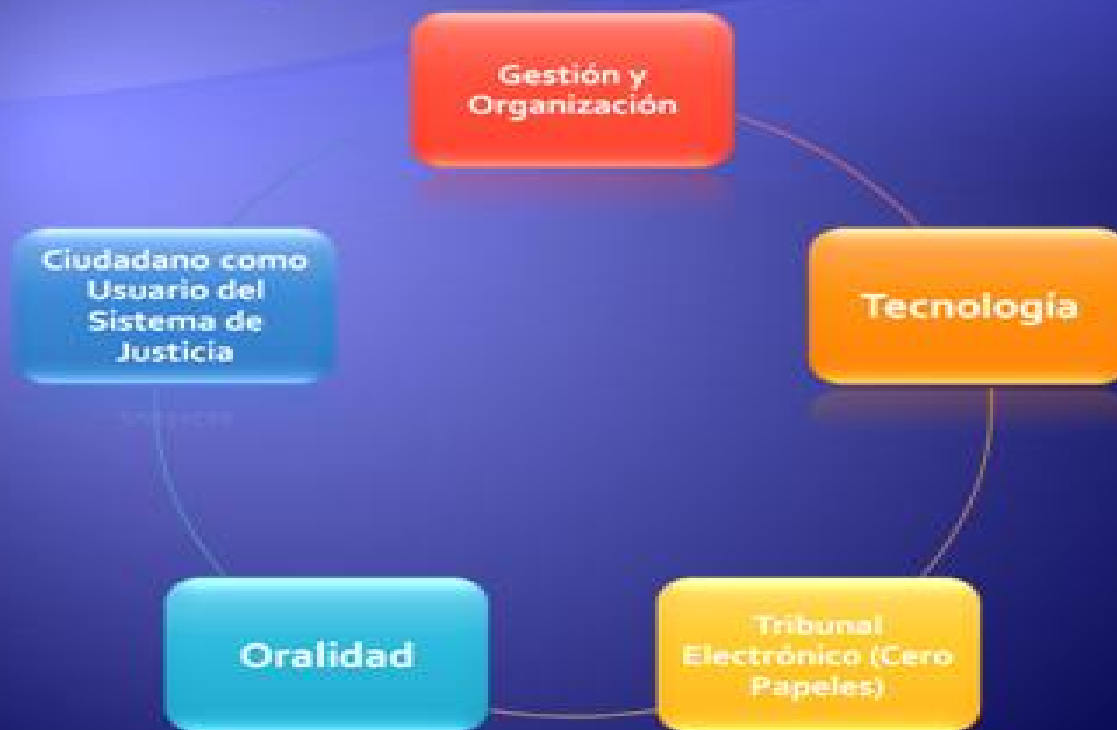 Gestión y
Organización
Tecnología
Tribunal
Electrónico (Cero
Papeles)
Oralidad
Ciudadano como
Usuario del
Sistema de
Justicia